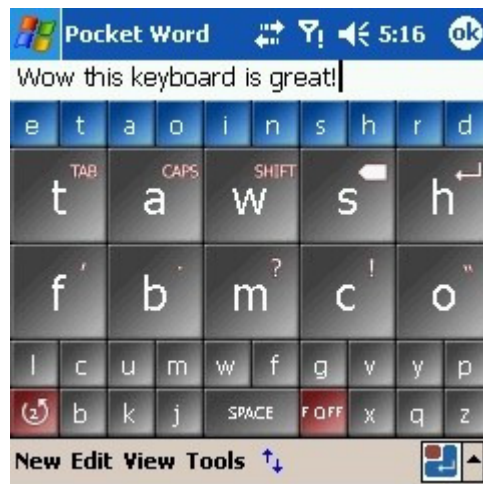 Pocket Word 5:16 ok
Wow this keyboard is great!
e t a o i n s h r d
TAB CAPS SHIFT
t a w s h
' . ? ! "
f b m c o
l c u m w f g v y p
2 b k j SPACE F OFF x q z
New Edit View Tools